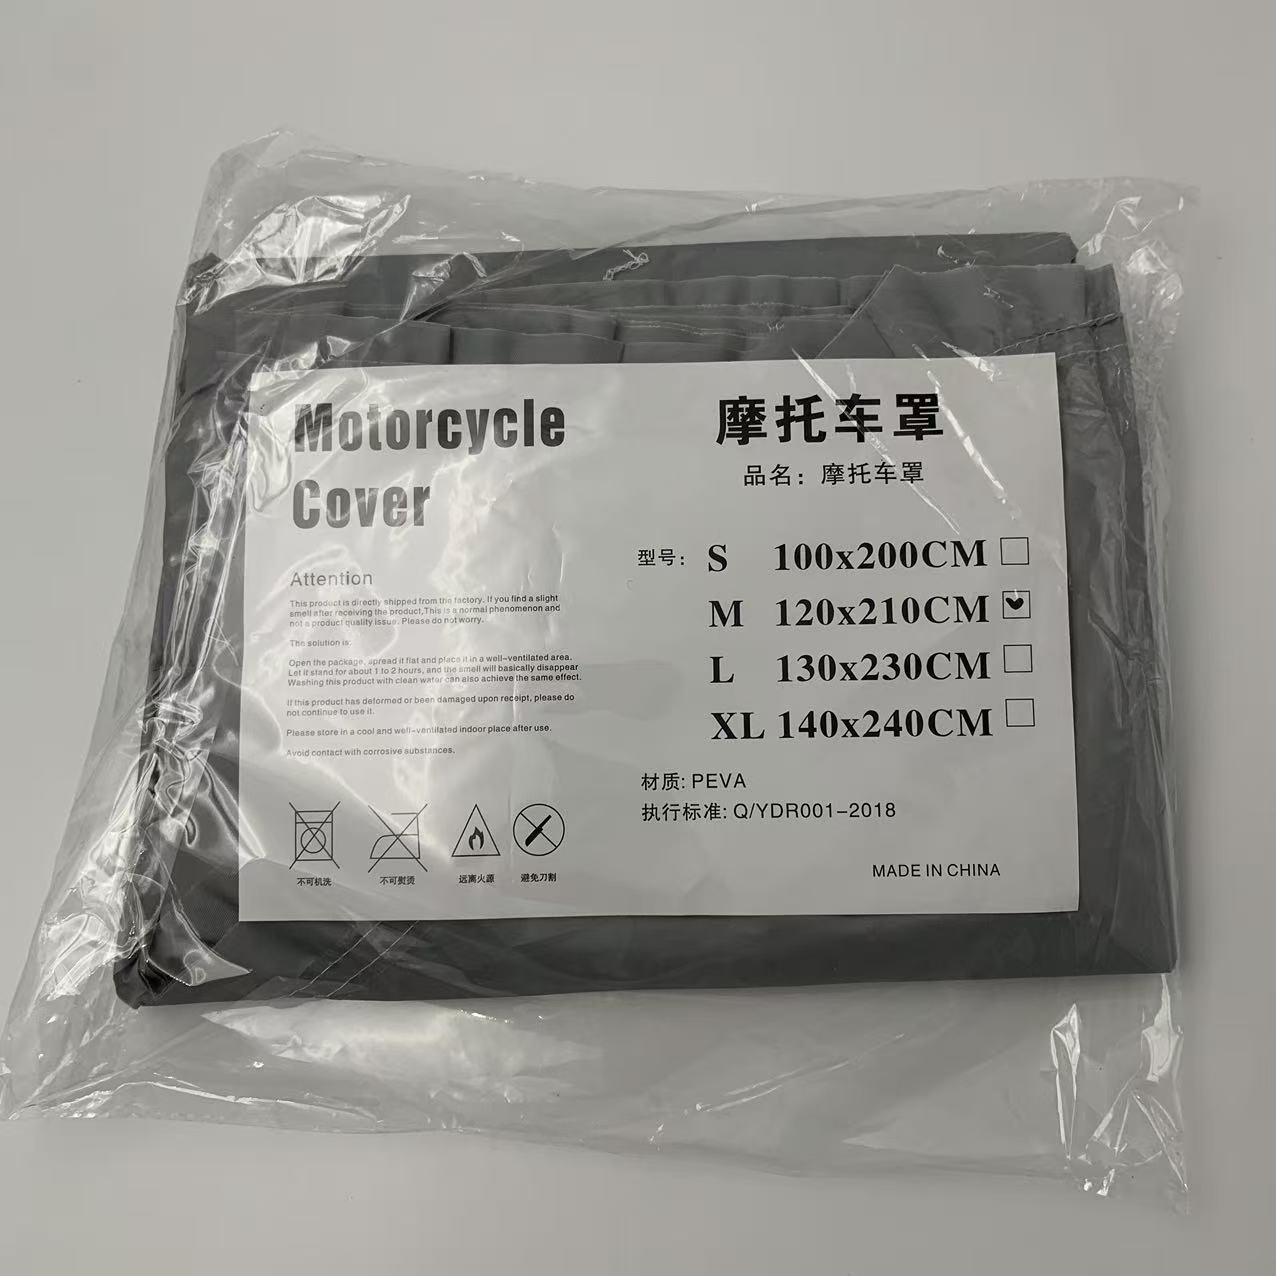 Motorcycle
Cover
Attention
This product is directly shipped from the factory. If you find a slight
smell after receiving the product,This is a normal phenomenon and
not a product quality issue. Please do not worry.
The solution is:
Open the package, spread it flat and place it in a well-ventilated area.
Let it stand for about 1 to 2 hours, and the smell will basically disappear
Washing this product with clean water can also achieve the same effect.
If this product has deformed or been damaged upon receipt, please do
not continue to use it.
Please store in a cool and well-ventilated indoor place after use.
Avoid contact with corrosive substances.
不可机洗
不可熨烫
远离火源
避免刀割
摩托车罩
品名：摩托车罩
型号： S 100x200CM
M 120x210CM
L 130x230CM
XL 140x240CM
材质: PEVA
执行标准: Q/YDR001-2018
MADE IN CHINA